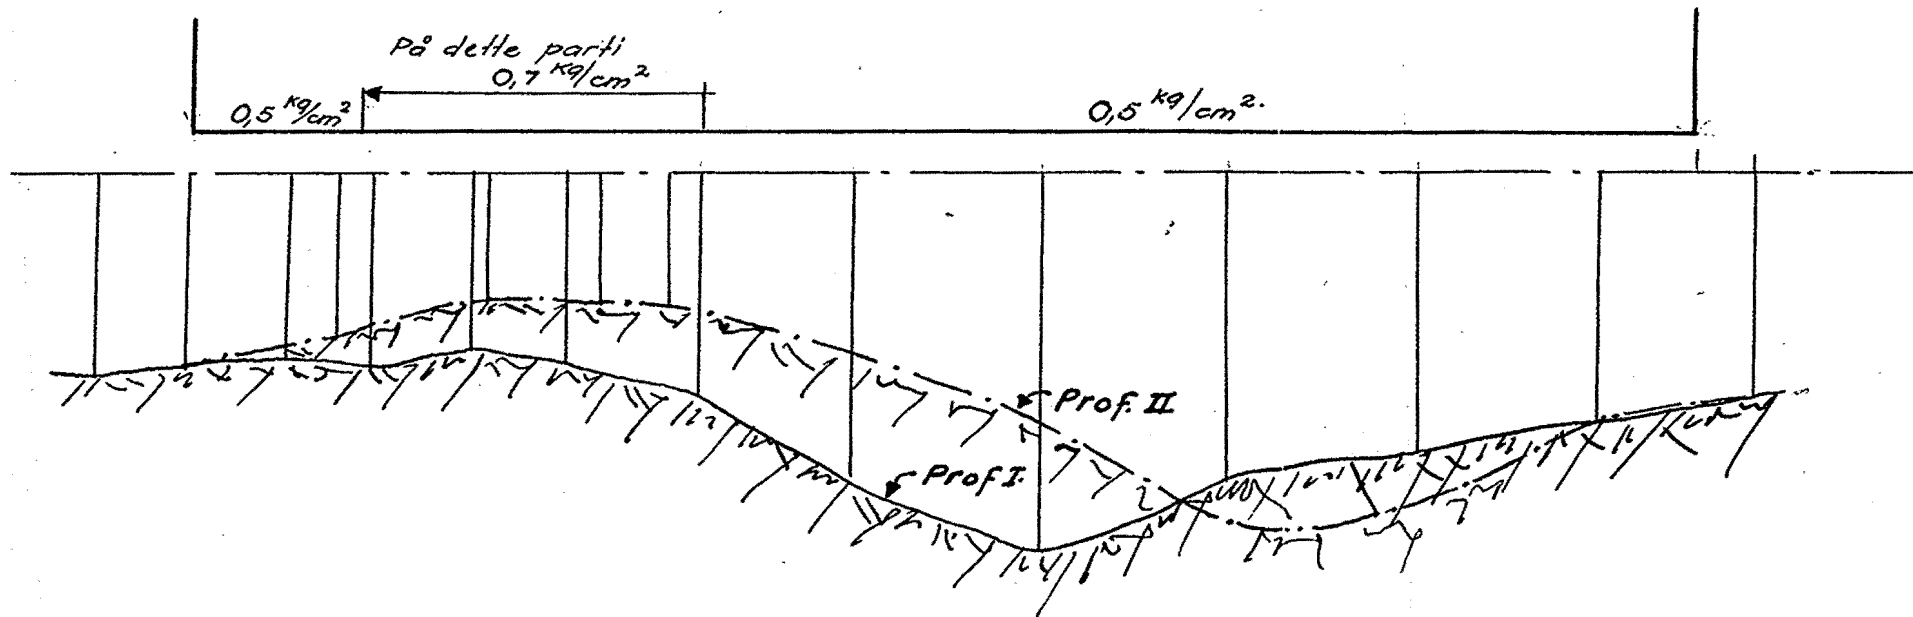 På dette parti
0,7 kg/cm²
0,5 kg/cm²
0,5 kg/cm².
Prof. II
Prof I.